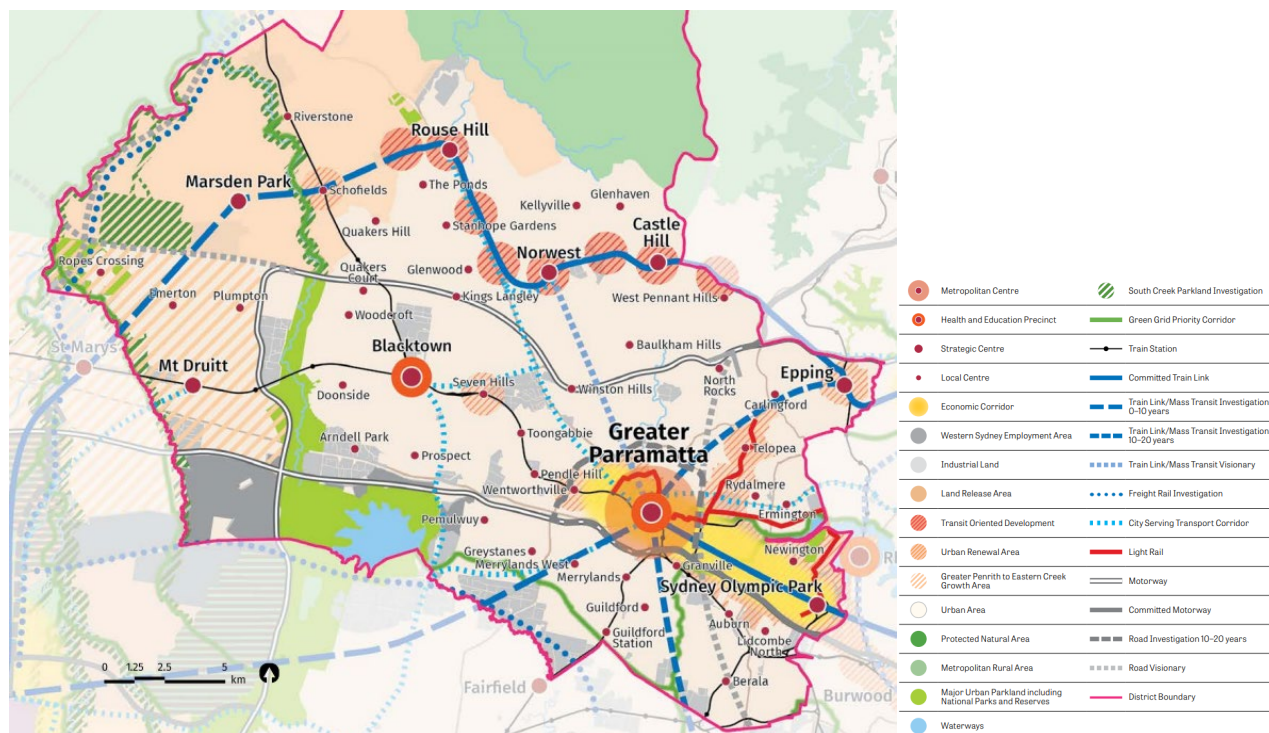 Riverstone
Rouse Hill
Marsden Park
Schofields
The Ponds
Glenhaven
Kellyville
Quakers Hill
Stanhope Gardens
Castle
Hill
Norwest
Ropes Crossing
Quakers
Court
Glenwood
Emerton
Plumpton
Kings Langley
West Pennant Hills
Woodcroft
St Marys
Blacktown
Baulkham Hills
Mt Druitt
Seven Hills
Epping
North
Rocks
Doonside
Winston Hills
Carlingford
Greater
Parramatta
Arndell Park
Toongabbie
Telopea
Prospect
Pendle Hill
Wentworthville
Rydalmere
Ermington
Pemulwuy
Newington
Greystanes
Merrylands West
Merrylands
Granville
Sydney Olympic Park
Guildford
Auburn
Guildford
Station
Lidcombe
North
Berala
Fairfield
Burwood
0 1.25 2.5 5
km
Metropolitan Centre
Health and Education Precinct
Strategic Centre
Local Centre
Economic Corridor
Western Sydney Employment Area
Industrial Land
Land Release Area
Transit Oriented Development
Urban Renewal Area
Greater Penrith to Eastern Creek
Growth Area
Urban Area
Protected Natural Area
Metropolitan Rural Area
Major Urban Parkland including
National Parks and Reserves
Waterways
South Creek Parkland Investigation
Green Grid Priority Corridor
Train Station
Committed Train Link
Train Link/Mass Transit Investigation
0–10 years
Train Link/Mass Transit Investigation
10–20 years
Train Link/Mass Transit Visionary
Freight Rail Investigation
City Serving Transport Corridor
Light Rail
Motorway
Committed Motorway
Road Investigation 10–20 years
Road Visionary
District Boundary